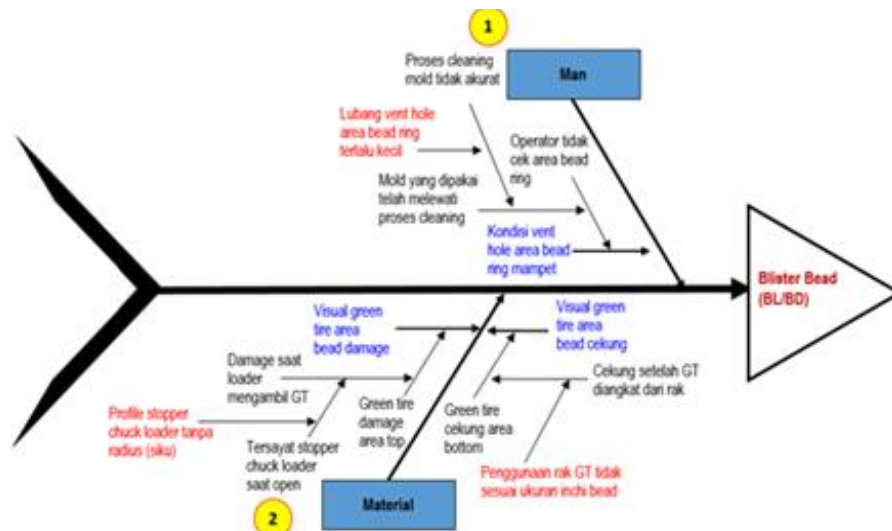 1
Man
Proses cleaning
mold tidak akurat
Lubang vent hole
area bead ring
terlalu kecil
Operator tidak
cek area bead
ring
Mold yang dipakai
telah melewati
proses cleaning
Kondisi vent
hole area bead
ring mampet
Blister Bead
(BL/BD)
Visual green
tire area
bead damage
Visual green
tire area
bead cekung
Damage saat
loader
mengambil GT
Cekung setelah GT
diangkat dari rak
Profile stopper
chuck loader tanpa
radius (siku)
Green tire
damage
area top
Green tire
cekung area
bottom
Tersayat stopper
chuck loader
saat open
Penggunaan rak GT tidak
sesuai ukuran inchi bead
Material
2